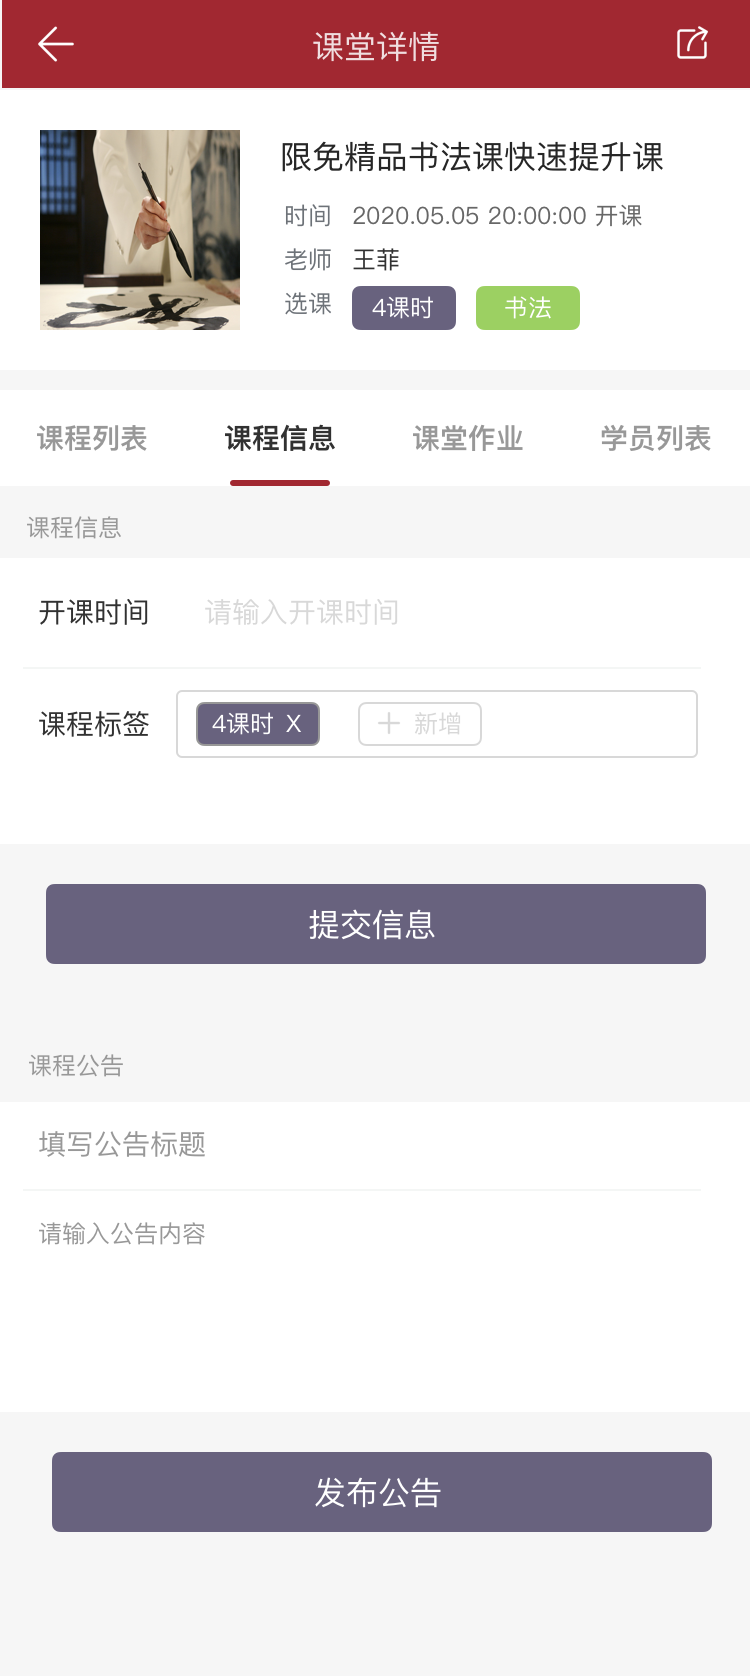 课堂详情
限免精品书法课快速提升课
时间 2020.05.05 20:00:00 开课
老师 王菲
选课 4课时 书法
课程列表 课程信息 课堂作业 学员列表
课程信息
开课时间 请输入开课时间
课程标签 4课时 X 新增
提交信息
课程公告
填写公告标题
请输入公告内容
发布公告